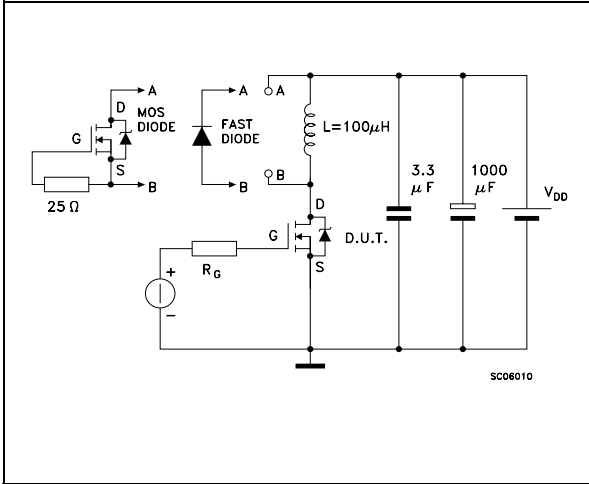 A
A
A
D
MOS
DIODE
FAST
DIODE
L=100μH
G
S
B
B
B
25 Ω
3.3
μF
1000
μF
V_DD
D
G
D.U.T.
S
R_G
+
−
SC06010